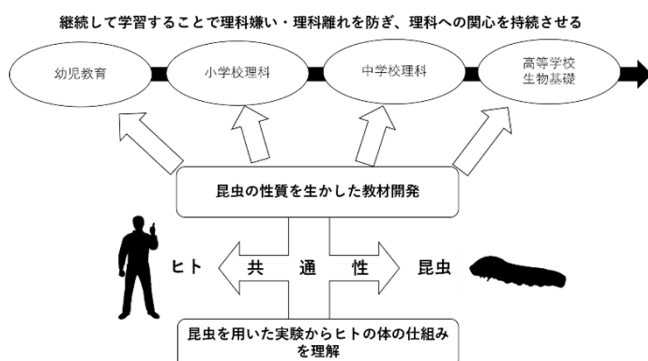 継続して学習することで理科嫌い・理科離れを防ぎ、理科への関心を持続させる
幼児教育
小学校理科
中学校理科
高等学校
生物基礎
昆虫の性質を生かした教材開発
ヒト
共通性
昆虫
昆虫を用いた実験からヒトの体の仕組み
を理解